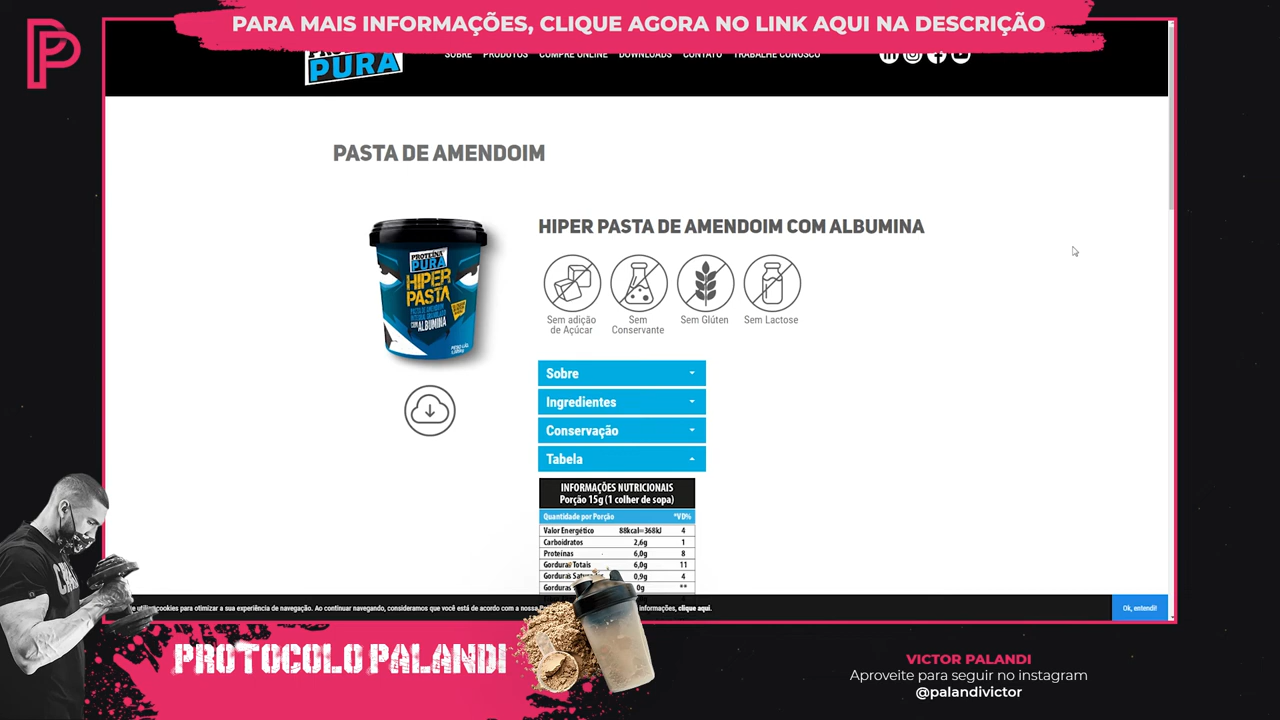 PARA MAIS INFORMAÇÕES, CLIQUE AGORA NO LINK AQUI NA DESCRIÇÃO
PURA
SOBRE PRODUTOS COMPRE ONLINE DOWNLOADS CONTATO TRABALHE CONOSCO
PASTA DE AMENDOIM
HIPER PASTA DE AMENDOIM COM ALBUMINA
PROTEÍNA
PURA
HIPER
PASTA
COM ALBUMINA
Sem adição de Açúcar
Sem Conservante
Sem Glúten
Sem Lactose
Sobre
Ingredientes
Conservação
Tabela
INFORMAÇÕES NUTRICIONAIS
Porção 15g (1 colher de sopa)
Quantidade por Porção *VD%
Valor Energético 88kcal=368kJ 4
Carboidratos 2,6g 1
Proteínas 6,0g 8
Gorduras Totais 6,0g 11
Gorduras 0,9g 4
Gorduras 0g **
cookies para otimizar a sua experiência de navegação. Ao continuar navegando, consideramos que você está de acordo com a nossa informações, clique aqui.
Ok, entendi!
PROTOCOLO PALANDI
VICTOR PALANDI
Aproveite para seguir no instagram
@palandivictor